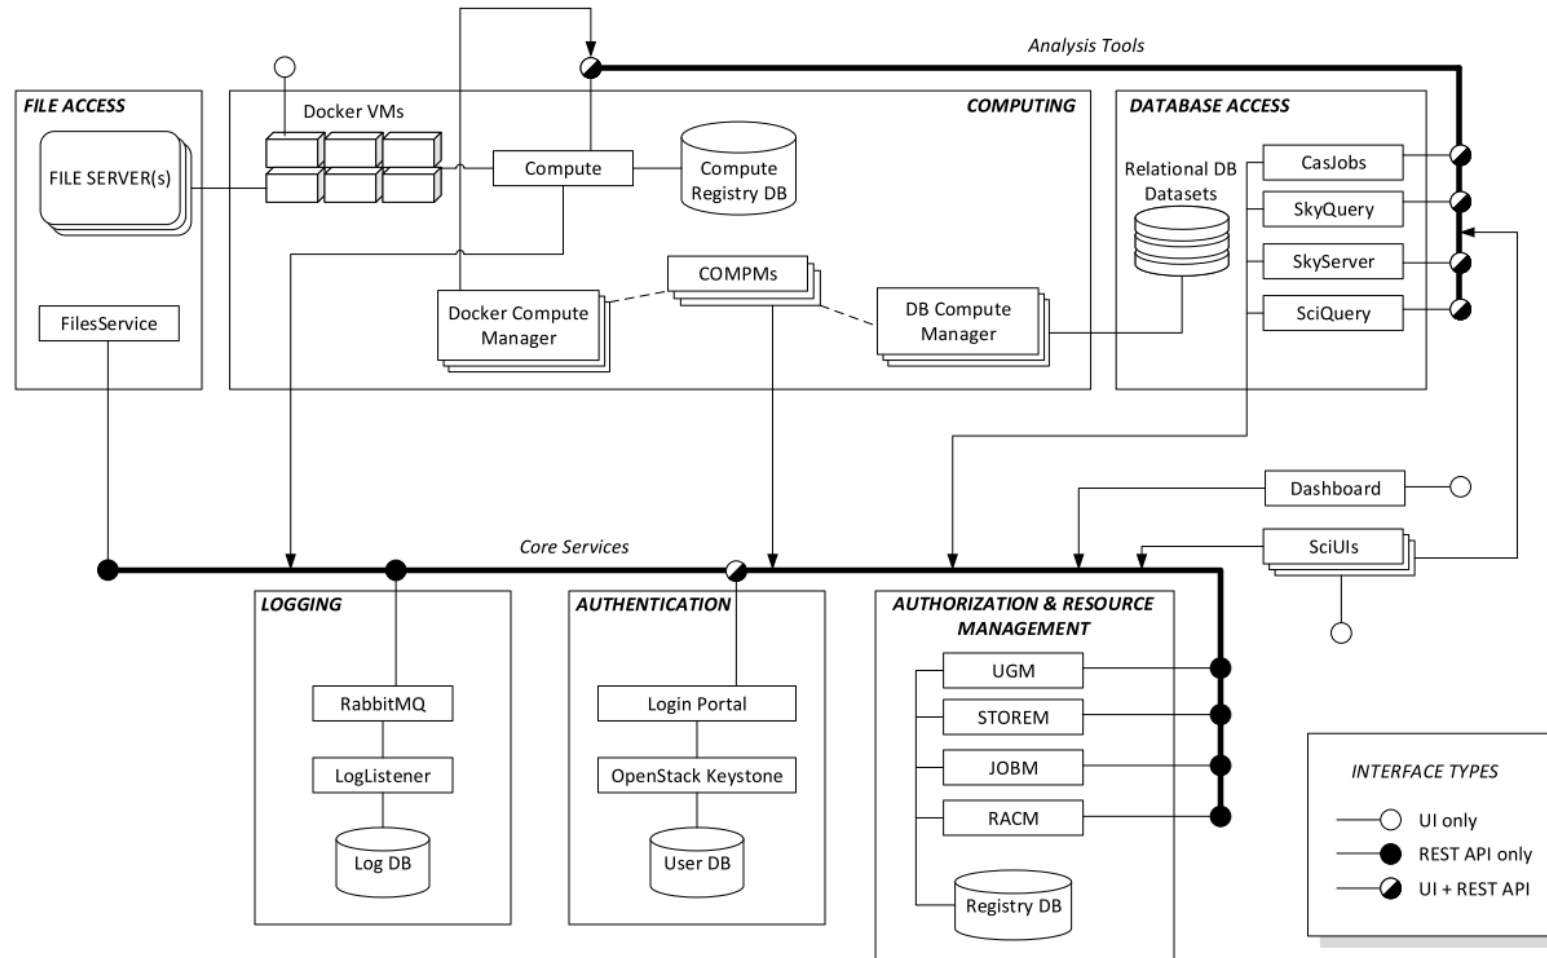 Analysis Tools
FILE ACCESS
FILE SERVER(s)
FilesService
COMPUTING
Docker VMs
Compute
Compute
Registry DB
COMPMs
Docker Compute
Manager
DB Compute
Manager
DATABASE ACCESS
Relational DB
Datasets
CasJobs
SkyQuery
SkyServer
SciQuery
Dashboard
SciUIs
Core Services
LOGGING
RabbitMQ
LogListener
Log DB
AUTHENTICATION
Login Portal
OpenStack Keystone
User DB
AUTHORIZATION & RESOURCE
MANAGEMENT
UGM
STOREM
JOBM
RACM
Registry DB
INTERFACE TYPES
UI only
REST API only
UI + REST API